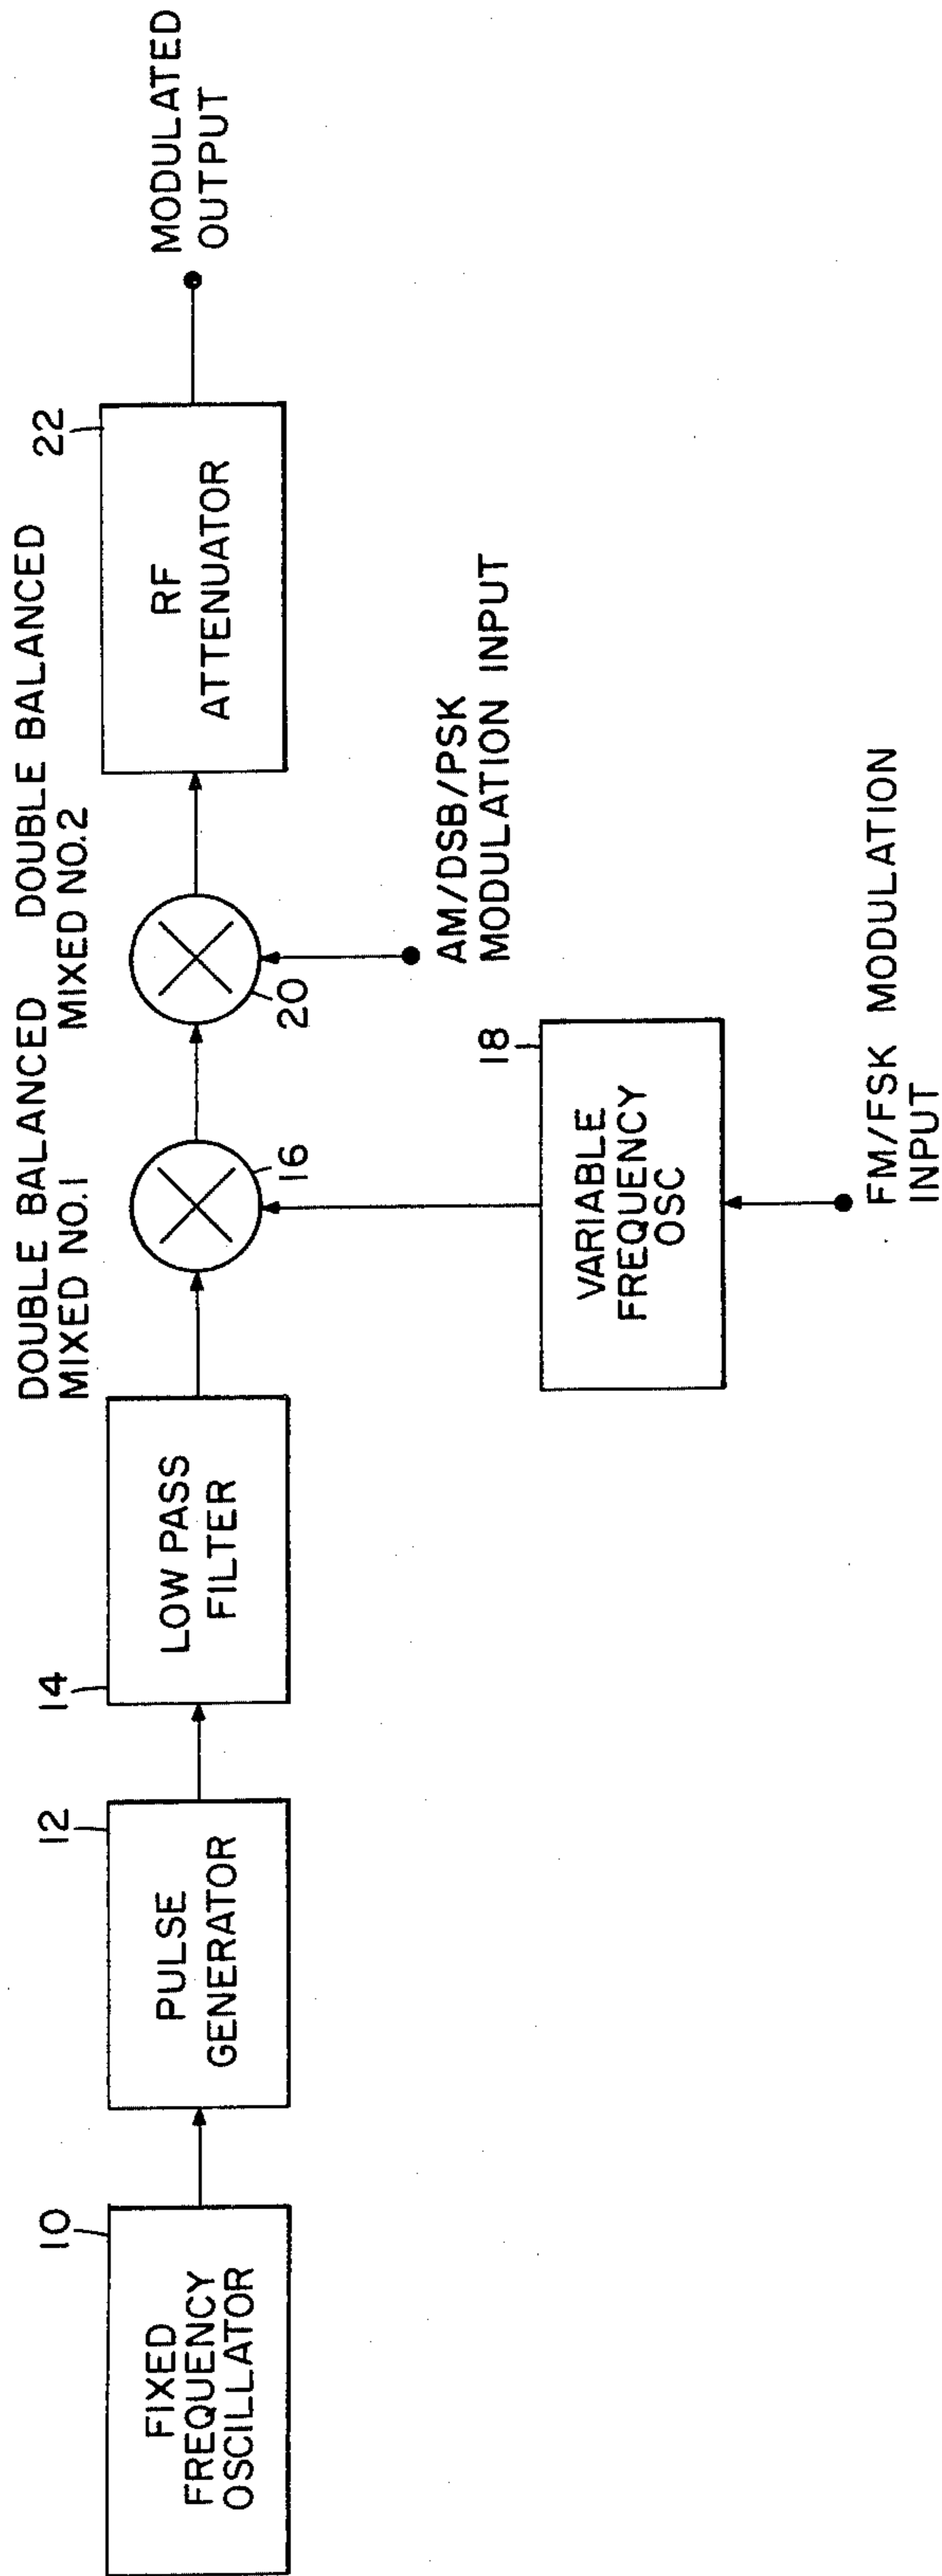 10
FIXED
FREQUENCY
OSCILLATOR
12
PULSE
GENERATOR
14
LOW PASS
FILTER
DOUBLE BALANCED
MIXED NO.1
16
DOUBLE BALANCED
MIXED NO.2
20
22
RF
ATTENUATOR
MODULATED
OUTPUT
AM/DSB/PSK
MODULATION INPUT
18
VARIABLE
FREQUENCY
OSC
FM/FSK MODULATION
INPUT